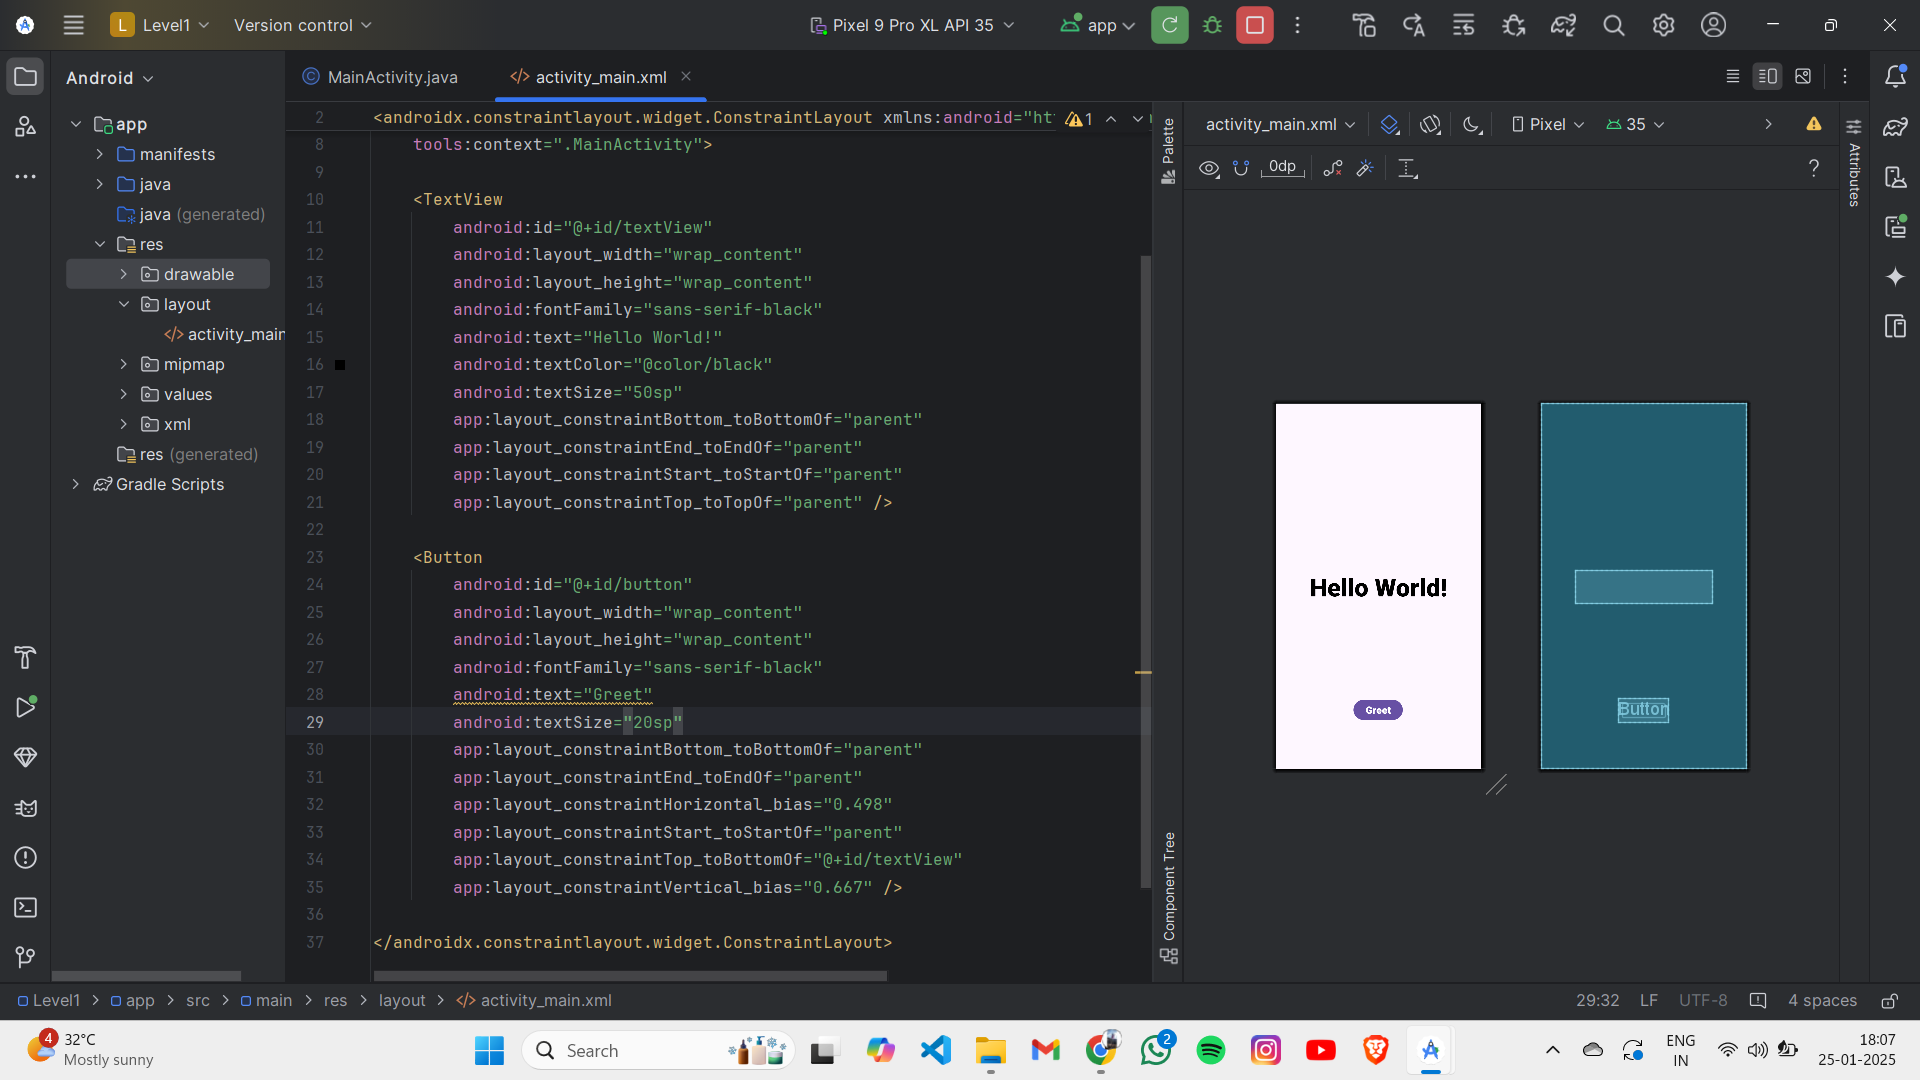 L Level1 Version control Pixel 9 Pro XL API 35 app
Android
MainActivity.java activity_main.xml
app
manifests
java
java (generated)
res
drawable
layout
activity_main
mipmap
values
xml
res (generated)
Gradle Scripts
2 <androidx.constraintlayout.widget.ConstraintLayout xmlns:android="ht 1
8 tools:context=".MainActivity">
9
10 <TextView
11 android:id="@+id/textView"
12 android:layout_width="wrap_content"
13 android:layout_height="wrap_content"
14 android:fontFamily="sans-serif-black"
15 android:text="Hello World!"
16 android:textColor="@color/black"
17 android:textSize="50sp"
18 app:layout_constraintBottom_toBottomOf="parent"
19 app:layout_constraintEnd_toEndOf="parent"
20 app:layout_constraintStart_toStartOf="parent"
21 app:layout_constraintTop_toTopOf="parent" />
22
23 <Button
24 android:id="@+id/button"
25 android:layout_width="wrap_content"
26 android:layout_height="wrap_content"
27 android:fontFamily="sans-serif-black"
28 android:text="Greet"
29 android:textSize="20sp"
30 app:layout_constraintBottom_toBottomOf="parent"
31 app:layout_constraintEnd_toEndOf="parent"
32 app:layout_constraintHorizontal_bias="0.498"
33 app:layout_constraintStart_toStartOf="parent"
34 app:layout_constraintTop_toBottomOf="@+id/textView"
35 app:layout_constraintVertical_bias="0.667" />
36
37 </androidx.constraintlayout.widget.ConstraintLayout>
Palette
Component Tree
activity_main.xml Pixel 35
0dp ?
Attributes
Hello World!
Greet
Button
Level1 > app > src > main > res > layout > activity_main.xml
29:32 LF UTF-8 4 spaces
4 32°C
Mostly sunny
Search
2
ENG
IN
18:07
25-01-2025